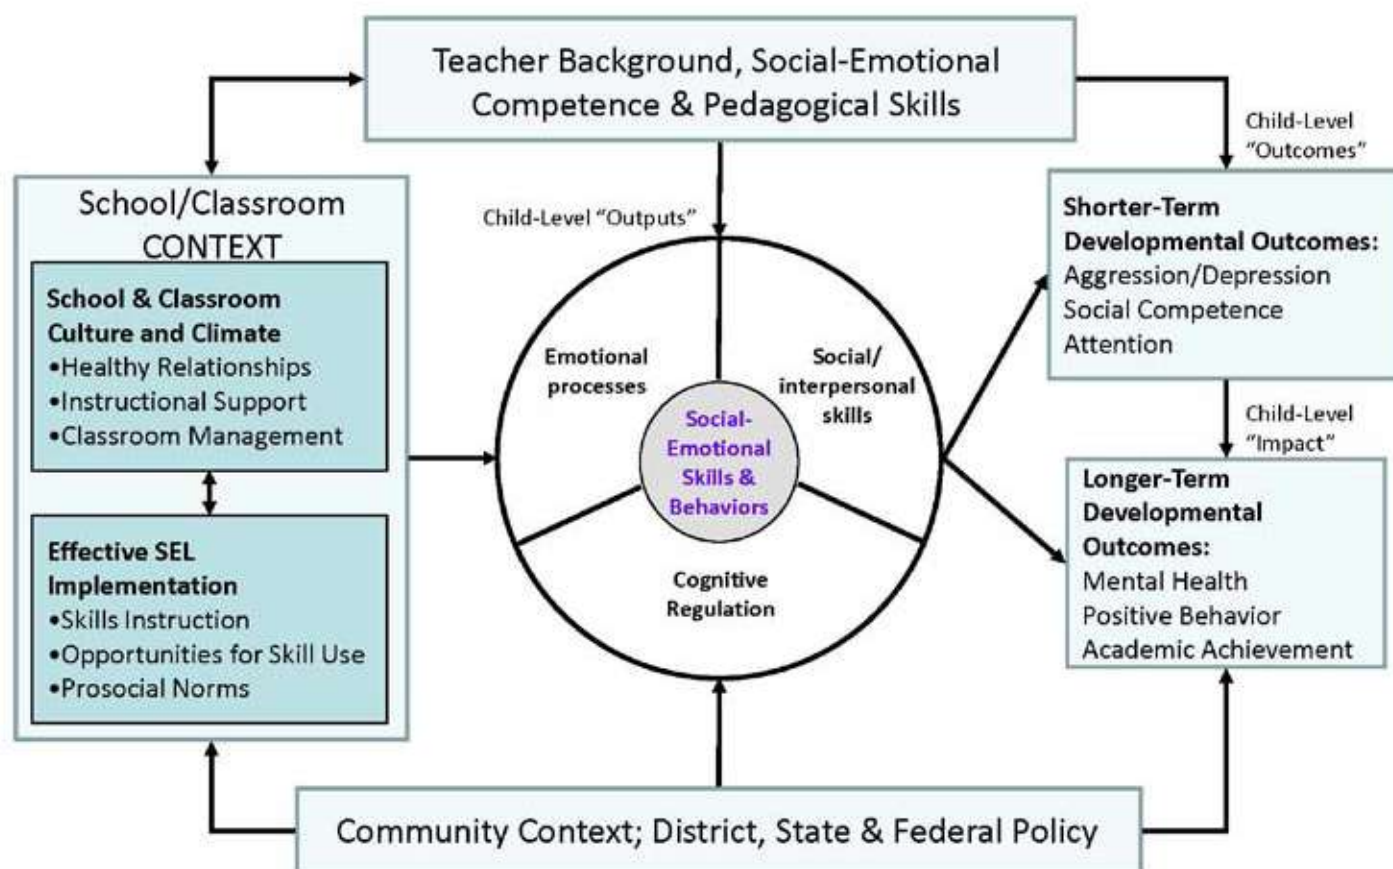 Teacher Background, Social-Emotional
Competence & Pedagogical Skills
Child-Level
“Outcomes”
School/Classroom
CONTEXT
Child-Level “Outputs”
School & Classroom
Culture and Climate
•Healthy Relationships
•Instructional Support
•Classroom Management
Effective SEL
Implementation
•Skills Instruction
•Opportunities for Skill Use
•Prosocial Norms
Emotional
processes
Social/
interpersonal
skills
Social-
Emotional
Skills &
Behaviors
Cognitive
Regulation
Shorter-Term
Developmental Outcomes:
Aggression/Depression
Social Competence
Attention
Child-Level
“Impact”
Longer-Term
Developmental
Outcomes:
Mental Health
Positive Behavior
Academic Achievement
Community Context; District, State & Federal Policy